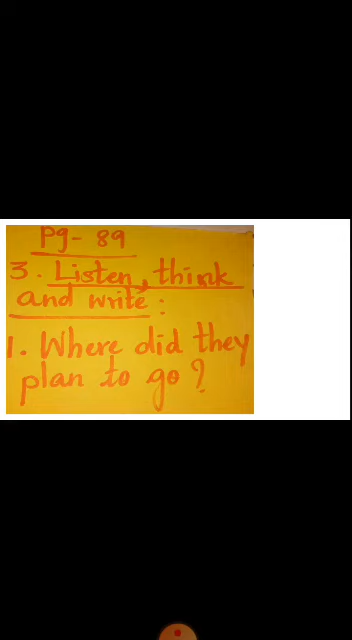 Pg - 89
3. Listen, think
and write :
1. Where did they
plan to go ?